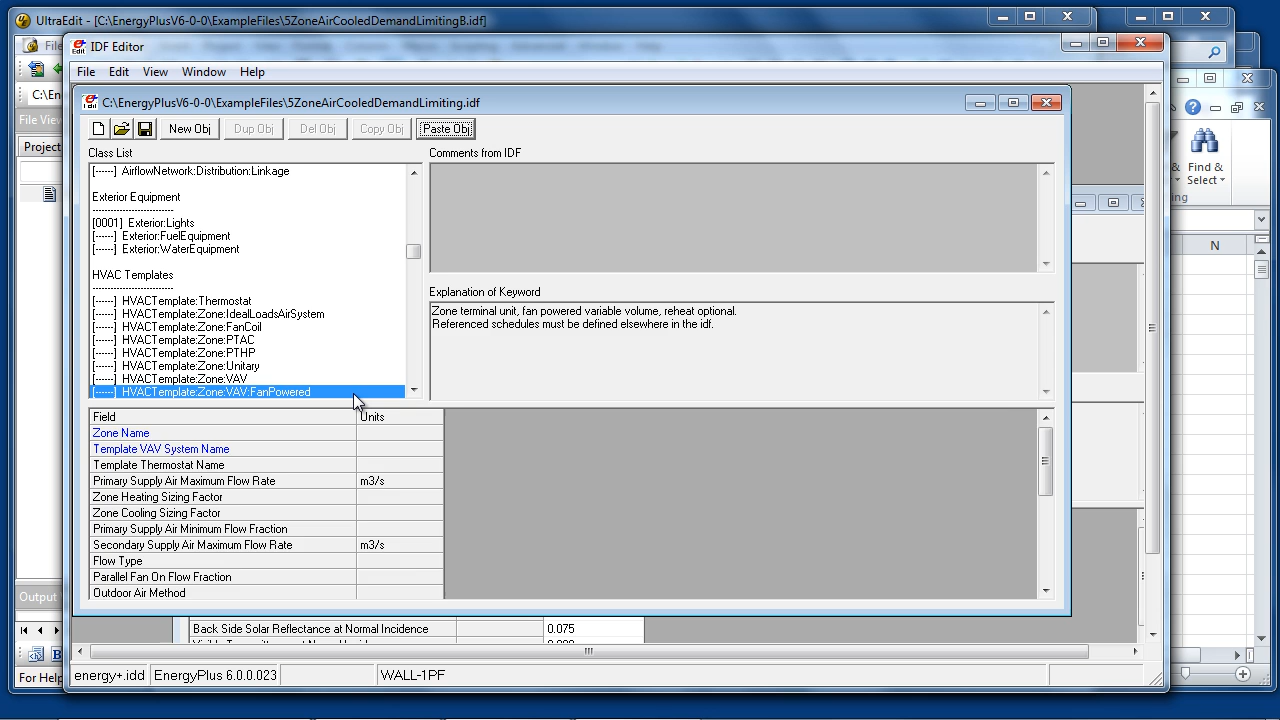 UltraEdit - [C:\EnergyPlusV6-0-0\ExampleFiles\5ZoneAirCooledDemandLimitingB.idf]
IDF Editor
File Edit View Window Help
C:\EnergyPlusV6-0-0\ExampleFiles\5ZoneAirCooledDemandLimiting.idf
New Obj Dup Obj Del Obj Copy Obj Paste Obj
Class List
Comments from IDF
[-----] AirflowNetwork:Distribution:Linkage
Exterior Equipment
-----------------------
[0001] Exterior:Lights
[-----] Exterior:FuelEquipment
[-----] Exterior:WaterEquipment
HVAC Templates
-----------------------
[-----] HVACTemplate:Thermostat
[-----] HVACTemplate:Zone:IdealLoadsAirSystem
[-----] HVACTemplate:Zone:FanCoil
[-----] HVACTemplate:Zone:PTAC
[-----] HVACTemplate:Zone:PTHP
[-----] HVACTemplate:Zone:Unitary
[-----] HVACTemplate:Zone:VAV
[-----] HVACTemplate:Zone:VAV:FanPowered
Explanation of Keyword
Zone terminal unit, fan powered variable volume, reheat optional.
Referenced schedules must be defined elsewhere in the idf.
Field Units
Zone Name
Template VAV System Name
Template Thermostat Name
Primary Supply Air Maximum Flow Rate m3/s
Zone Heating Sizing Factor
Zone Cooling Sizing Factor
Primary Supply Air Minimum Flow Fraction
Secondary Supply Air Maximum Flow Rate m3/s
Flow Type
Parallel Fan On Flow Fraction
Outdoor Air Method
Back Side Solar Reflectance at Normal Incidence 0.075
energy+.idd EnergyPlus 6.0.0.023 WALL-1PF
File
C:\En
File View
Project
Output
For Help
Find &
Select
N